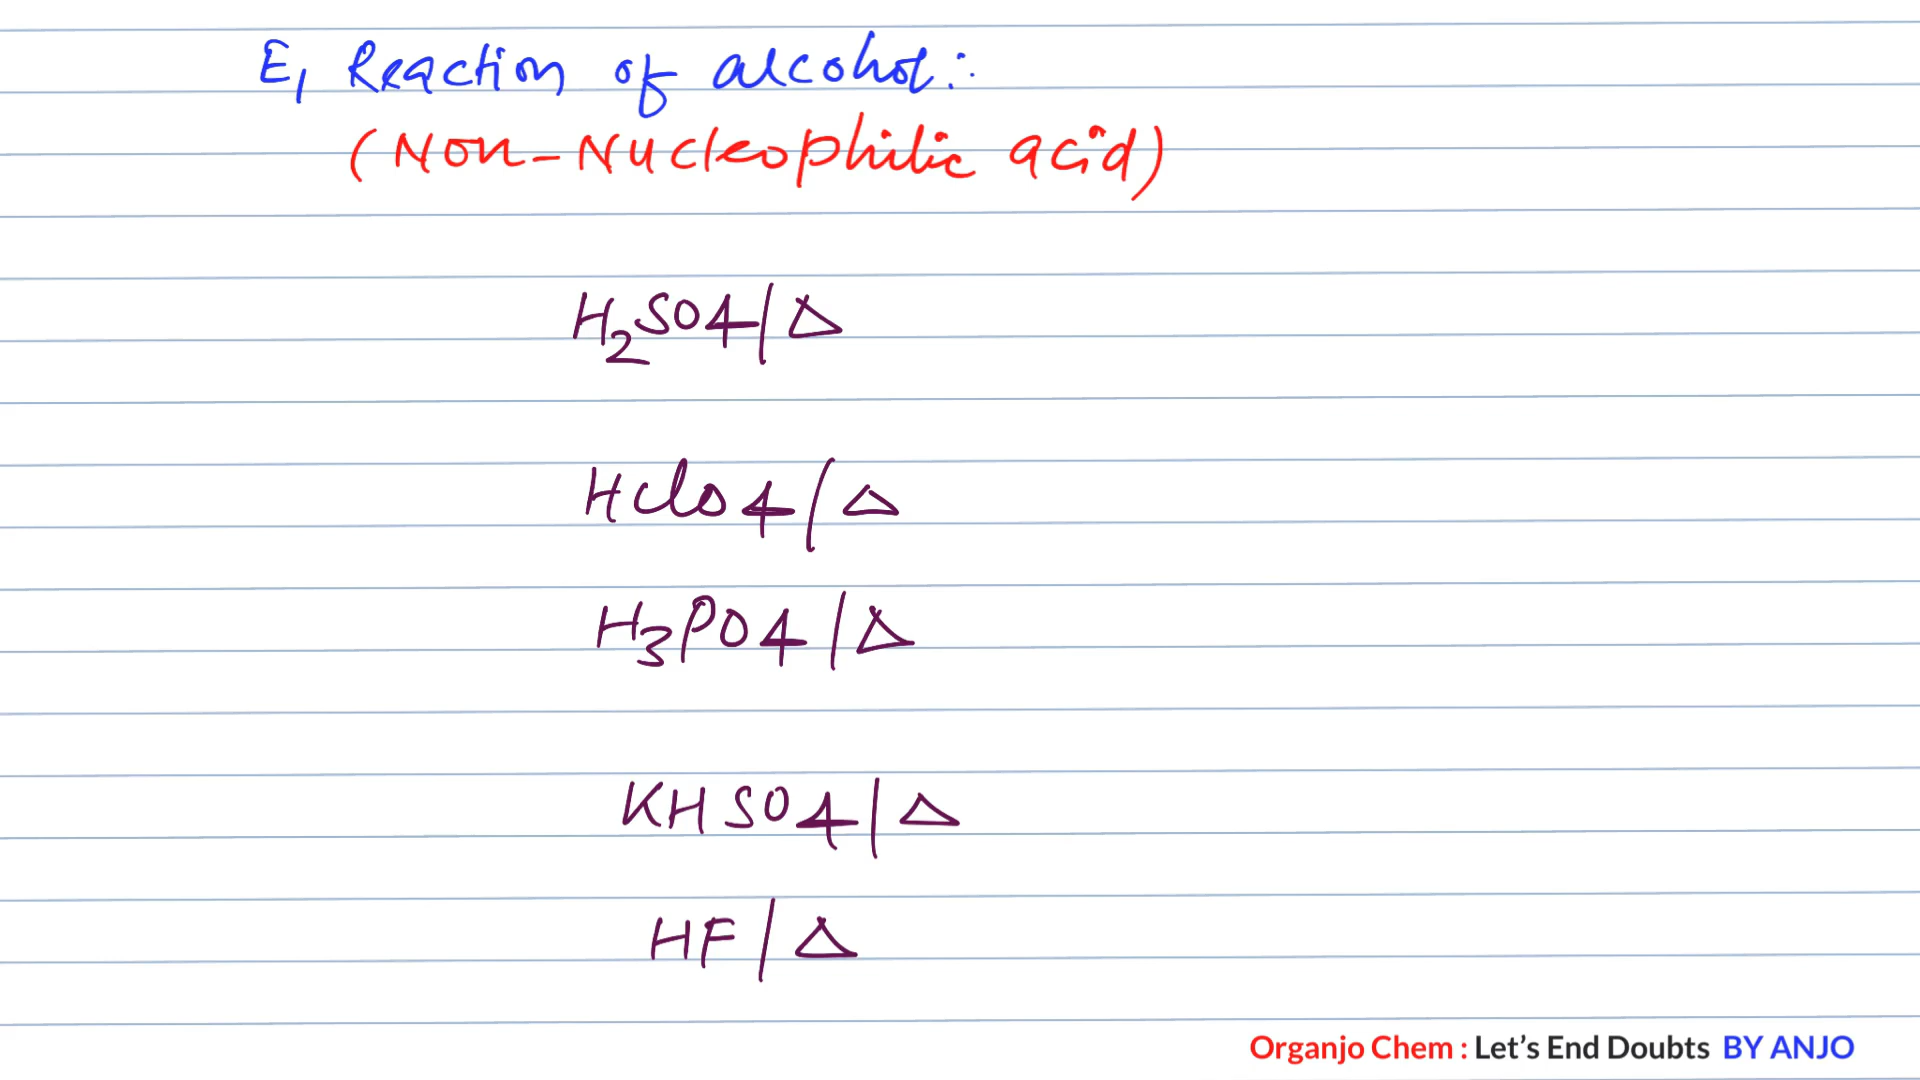 E₁ Reaction of alcohol:-
(Non-Nucleophilic acid)
H₂SO4/Δ
HClO4/Δ
H₃PO4/Δ
KHSO4/Δ
HF/Δ
Organjo Chem : Let's End Doubts BY ANJO